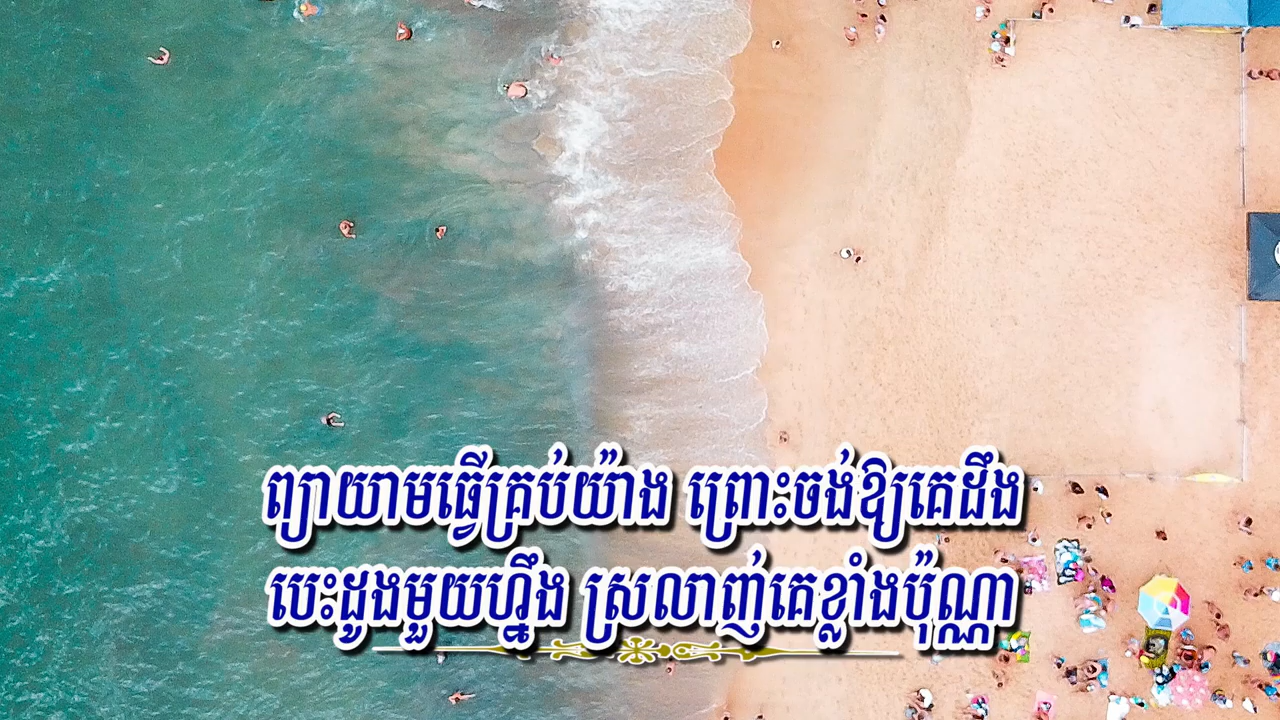 ព្យាយាមធ្វើគ្រប់យ៉ាង ព្រោះចង់ឱ្យគេដឹង
បេះដូងមួយហ្នឹង ស្រលាញ់គេខ្លាំងប៉ុណ្ណា